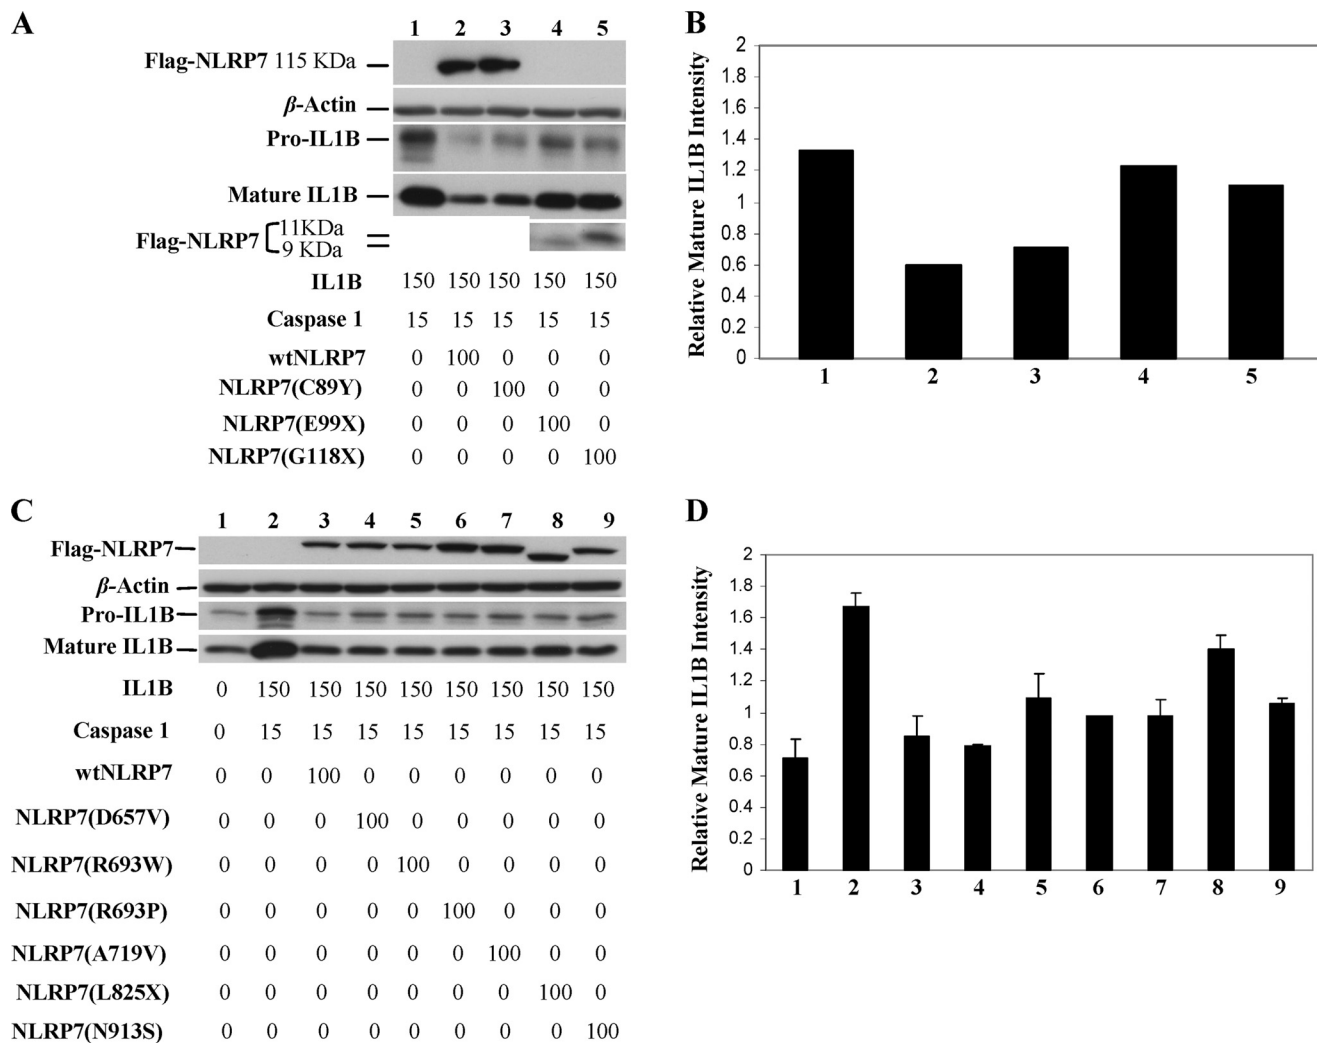 A
1 2 3 4 5
Flag-NLRP7 115 KDa
β-Actin
Pro-IL1B
Mature IL1B
Flag-NLRP7
11KDa
9 KDa
IL1B 150 150 150 150 150
Caspase 1 15 15 15 15 15
wtNLRP7 0 100 0 0 0
NLRP7(C89Y) 0 0 100 0 0
NLRP7(E99X) 0 0 0 100 0
NLRP7(G118X) 0 0 0 0 100
B
Relative Mature IL1B Intensity
2
1.8
1.6
1.4
1.2
1
0.8
0.6
0.4
0.2
0
1 2 3 4 5
C
1 2 3 4 5 6 7 8 9
Flag-NLRP7
β-Actin
Pro-IL1B
Mature IL1B
IL1B 0 150 150 150 150 150 150 150 150
Caspase 1 0 15 15 15 15 15 15 15 15
wtNLRP7 0 0 100 0 0 0 0 0 0
NLRP7(D657V) 0 0 0 100 0 0 0 0 0
NLRP7(R693W) 0 0 0 0 100 0 0 0 0
NLRP7(R693P) 0 0 0 0 0 100 0 0 0
NLRP7(A719V) 0 0 0 0 0 0 100 0 0
NLRP7(L825X) 0 0 0 0 0 0 0 100 0
NLRP7(N913S) 0 0 0 0 0 0 0 0 100
D
Relative Mature IL1B Intensity
2
1.8
1.6
1.4
1.2
1
0.8
0.6
0.4
0.2
0
1 2 3 4 5 6 7 8 9